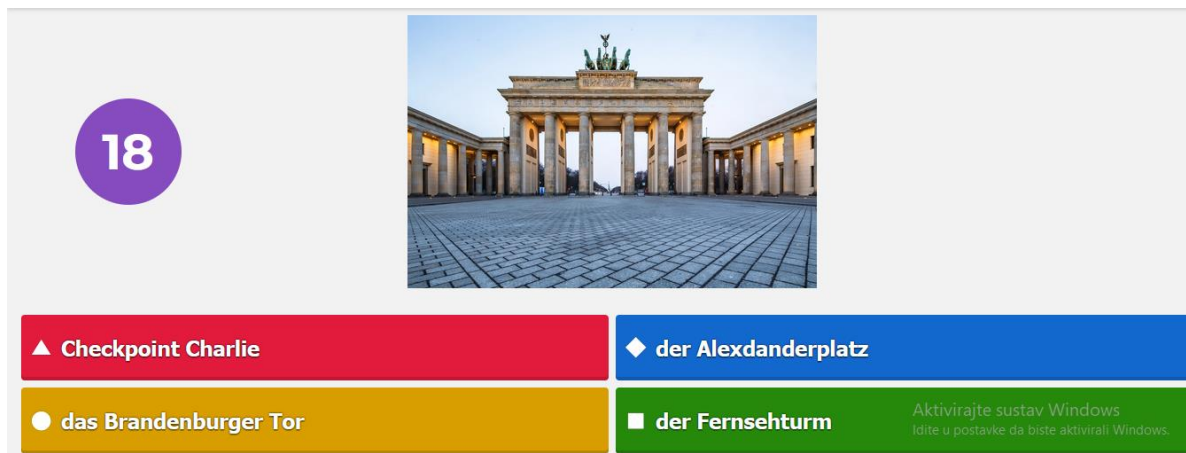 18
Checkpoint Charlie
der Alexdanderplatz
das Brandenburger Tor
der Fernsehturm
Aktivirajte sustav Windows
Idite u postavke da biste aktivirali Windows.